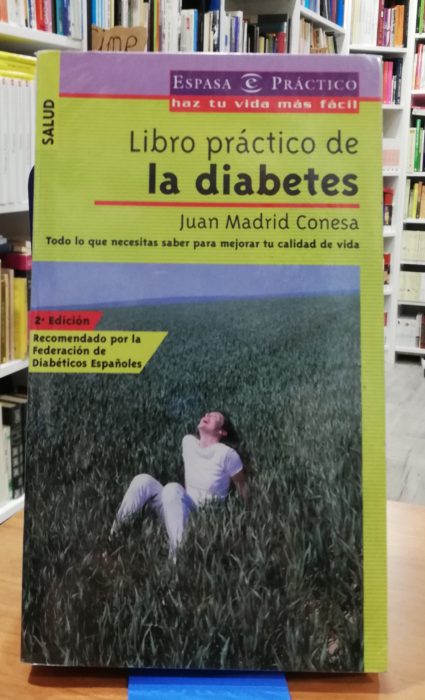 IMP
ESPASA e PRÁCTICO
haz tu vida más fácil
SALUD
Libro práctico de
la diabetes
Juan Madrid Conesa
Todo lo que necesitas saber para mejorar tu calidad de vida
2ª Edición
Recomendado por la
Federación de
Diabéticos Españoles